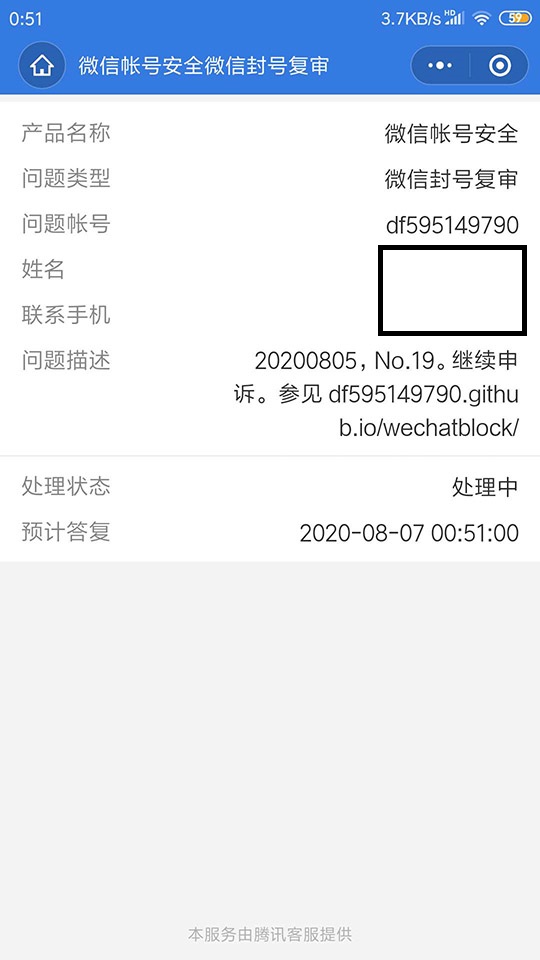 0:51
3.7KB/s HD 59
微信帐号安全微信封号复审
产品名称 微信帐号安全
问题类型 微信封号复审
问题帐号 df595149790
姓名
联系手机
问题描述 20200805，No.19。继续申
诉。参见 df595149790.githu
b.io/wechatblock/
处理状态 处理中
预计答复 2020-08-07 00:51:00
本服务由腾讯客服提供